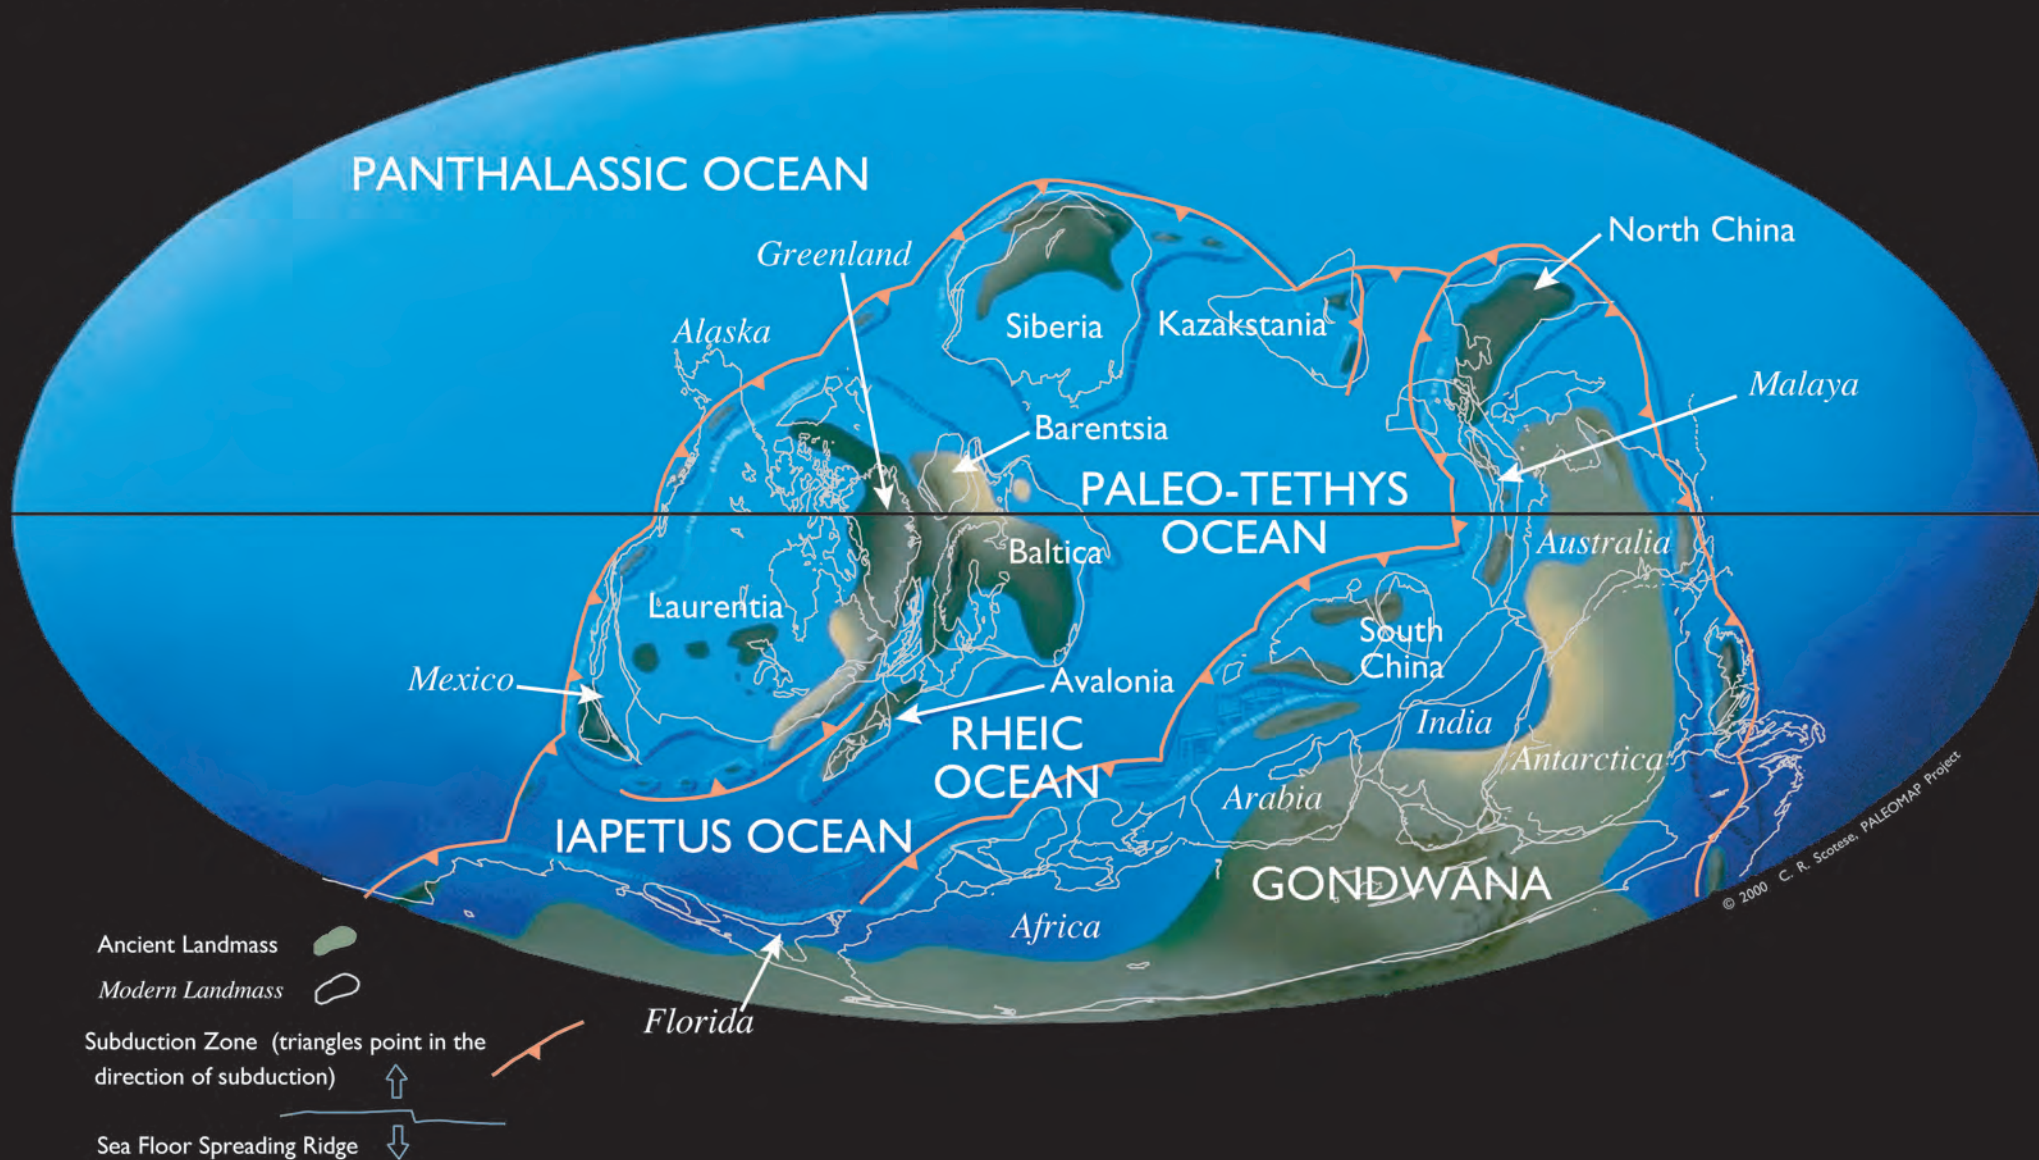 PANTHALASSIC OCEAN
North China
Greenland
Siberia
Kazakstania
Alaska
Malaya
Barentsia
PALEO-TETHYS
OCEAN
Baltica
Australia
Laurentia
South
China
Mexico
Avalonia
RHEIC
OCEAN
India
Antarctica
Arabia
IAPETUS OCEAN
GONDWANA
Africa
Florida
© 2000 C. R. Scotese, PALEOMAP Project
Ancient Landmass
Modern Landmass
Subduction Zone (triangles point in the
direction of subduction)
Sea Floor Spreading Ridge